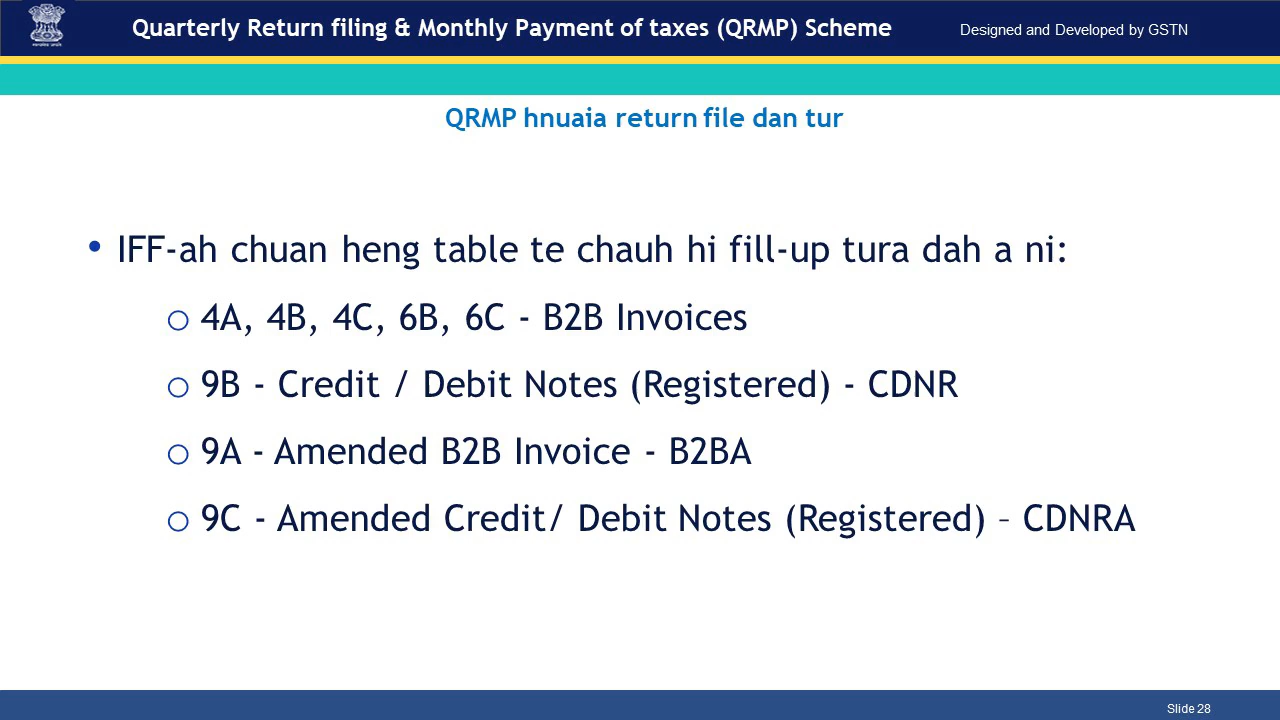 Quarterly Return filing & Monthly Payment of taxes (QRMP) Scheme
Designed and Developed by GSTN
QRMP hnuaia return file dan tur
• IFF-ah chuan heng table te chauh hi fill-up tura dah a ni:
o 4A, 4B, 4C, 6B, 6C - B2B Invoices
o 9B - Credit / Debit Notes (Registered) - CDNR
o 9A - Amended B2B Invoice - B2BA
o 9C - Amended Credit/ Debit Notes (Registered) – CDNRA
Slide 28